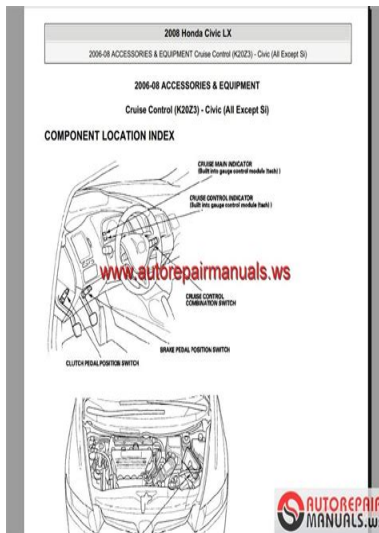 2008 Honda Civic LX
2006-08 ACCESSORIES & EQUIPMENT Cruise Control (K20Z3) - Civic (All Except Si)
2006-08 ACCESSORIES & EQUIPMENT
Cruise Control (K20Z3) - Civic (All Except Si)
COMPONENT LOCATION INDEX
CRUISE MAIN INDICATOR
(Built into gauge control module (tach) )
CRUISE CONTROL INDICATOR
(Built into gauge control module (tach) )
www.autorepairmanuals.ws
CRUISE CONTROL
COMBINATION SWITCH
BRAKE PEDAL POSITION SWITCH
CLUTCH PEDAL POSITION SWITCH
AUTOREPAIR
MANUALS.W